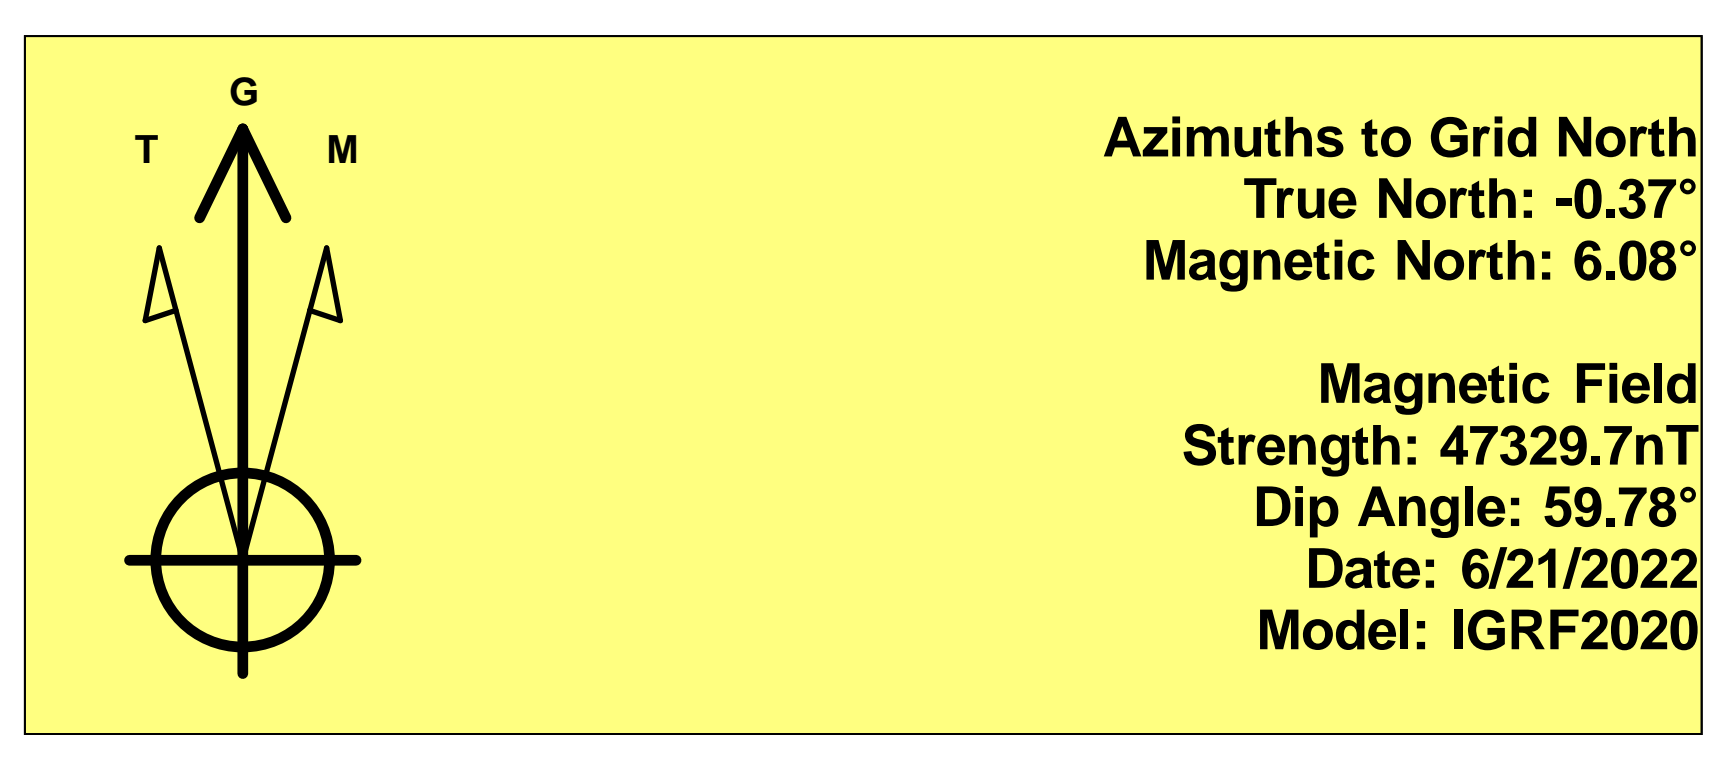 G
T M
Azimuths to Grid North
True North: -0.37°
Magnetic North: 6.08°
Magnetic Field
Strength: 47329.7nT
Dip Angle: 59.78°
Date: 6/21/2022
Model: IGRF2020